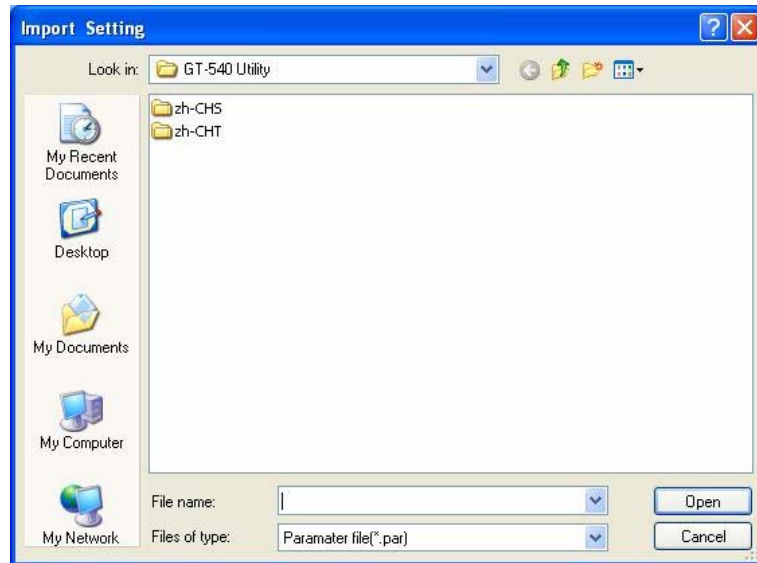 Import Setting
Look in:
GT-540 Utility
zh-CHS
zh-CHT
My Recent
Documents
Desktop
My Documents
My Computer
My Network
File name:
Open
Files of type:
Paramater file(*.par)
Cancel